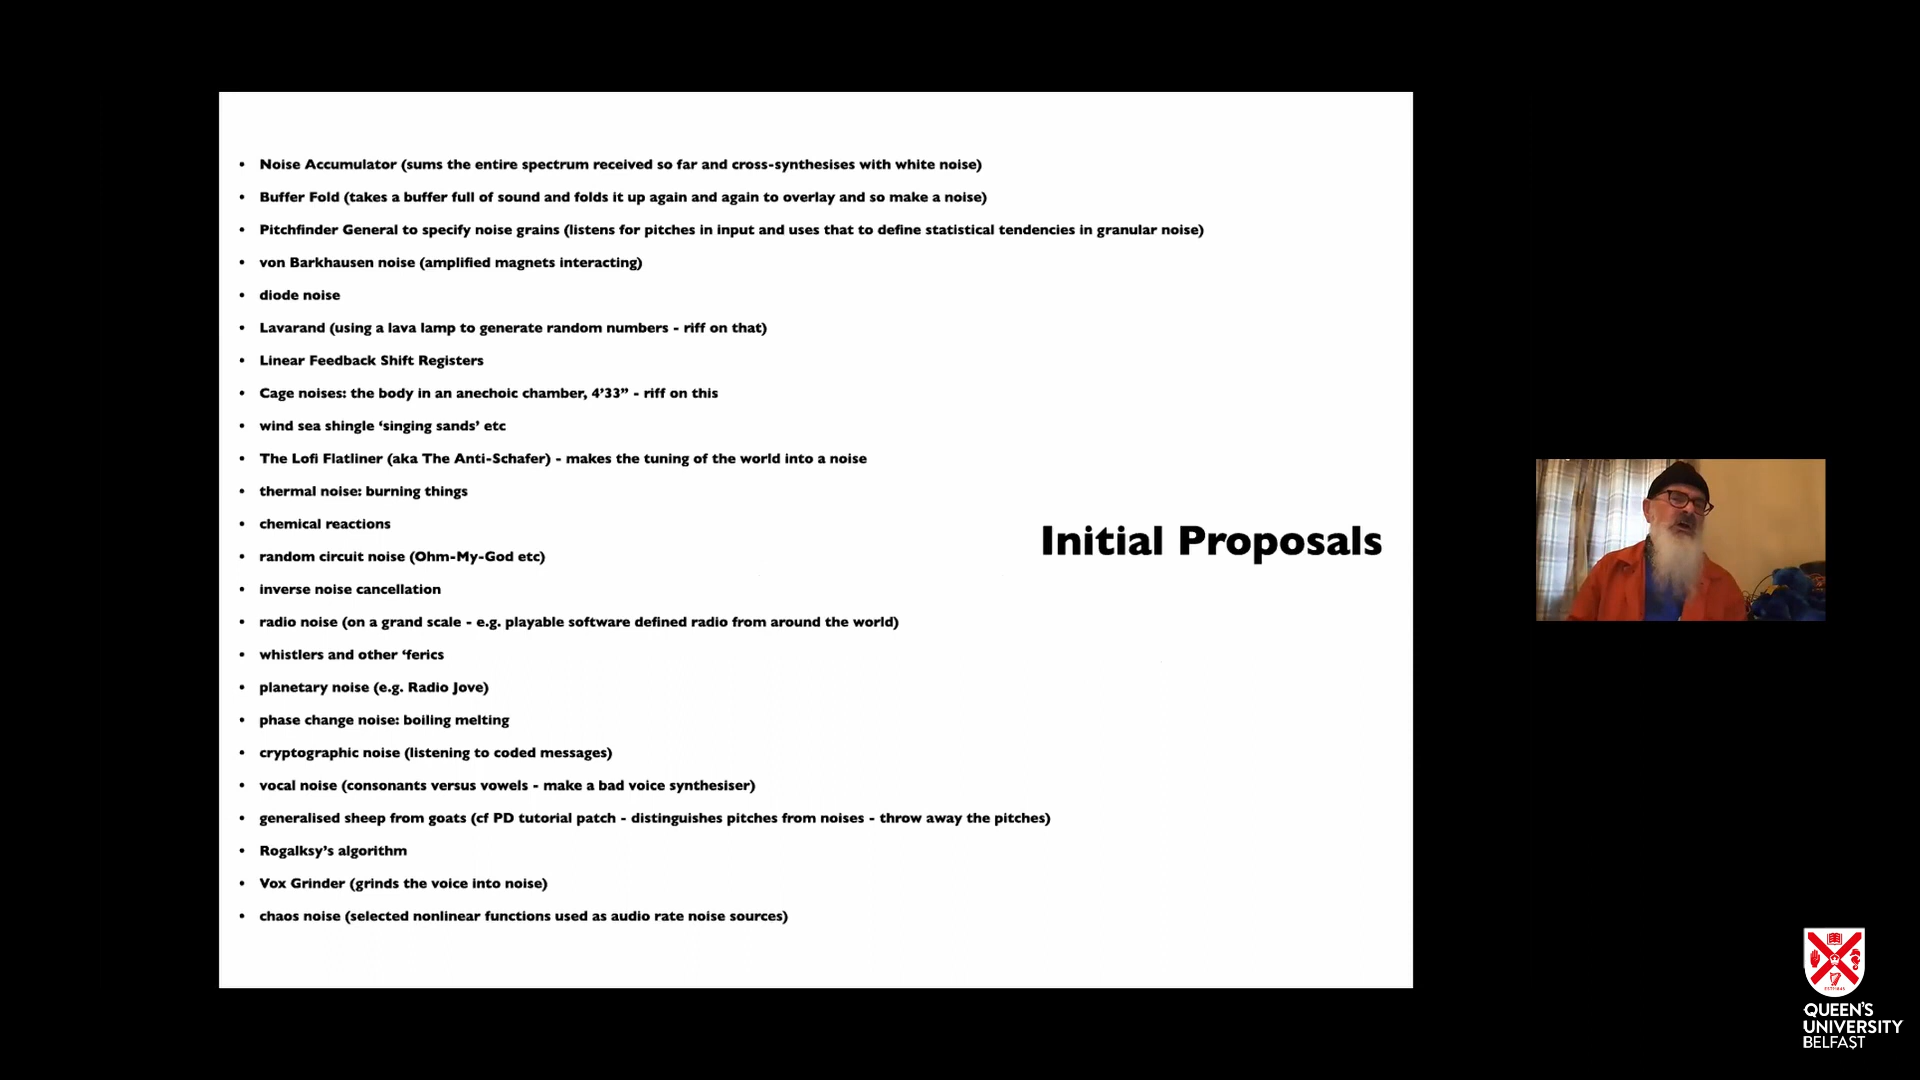 • Noise Accumulator (sums the entire spectrum received so far and cross-synthesises with white noise)
• Buffer Fold (takes a buffer full of sound and folds it up again and again to overlay and so make a noise)
• Pitchfinder General to specify noise grains (listens for pitches in input and uses that to define statistical tendencies in granular noise)
• von Barkhausen noise (amplified magnets interacting)
• diode noise
• Lavarand (using a lava lamp to generate random numbers - riff on that)
• Linear Feedback Shift Registers
• Cage noises: the body in an anechoic chamber, 4’33” - riff on this
• wind sea shingle ‘singing sands’ etc
• The Lofi Flatliner (aka The Anti-Schafer) - makes the tuning of the world into a noise
• thermal noise: burning things
• chemical reactions
• random circuit noise (Ohm-My-God etc)
• inverse noise cancellation
• radio noise (on a grand scale - e.g. playable software defined radio from around the world)
• whistlers and other ‘ferics
• planetary noise (e.g. Radio Jove)
• phase change noise: boiling melting
• cryptographic noise (listening to coded messages)
• vocal noise (consonants versus vowels - make a bad voice synthesiser)
• generalised sheep from goats (cf PD tutorial patch - distinguishes pitches from noises - throw away the pitches)
• Rogalksy’s algorithm
• Vox Grinder (grinds the voice into noise)
• chaos noise (selected nonlinear functions used as audio rate noise sources)
Initial Proposals
QUEEN'S
UNIVERSITY
BELFAST